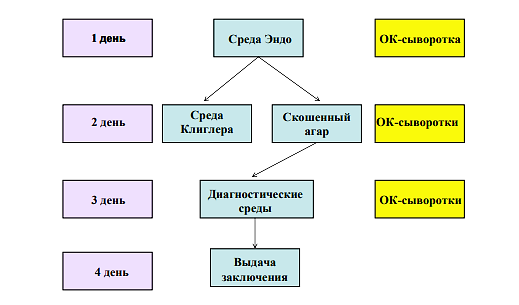 1 день
Среда Эндо
ОК-сыворотка
2 день
Среда
Клиглера
Скошенный
агар
ОК-сыворотки
3 день
Диагностические
среды
ОК-сыворотки
4 день
Выдача
заключения